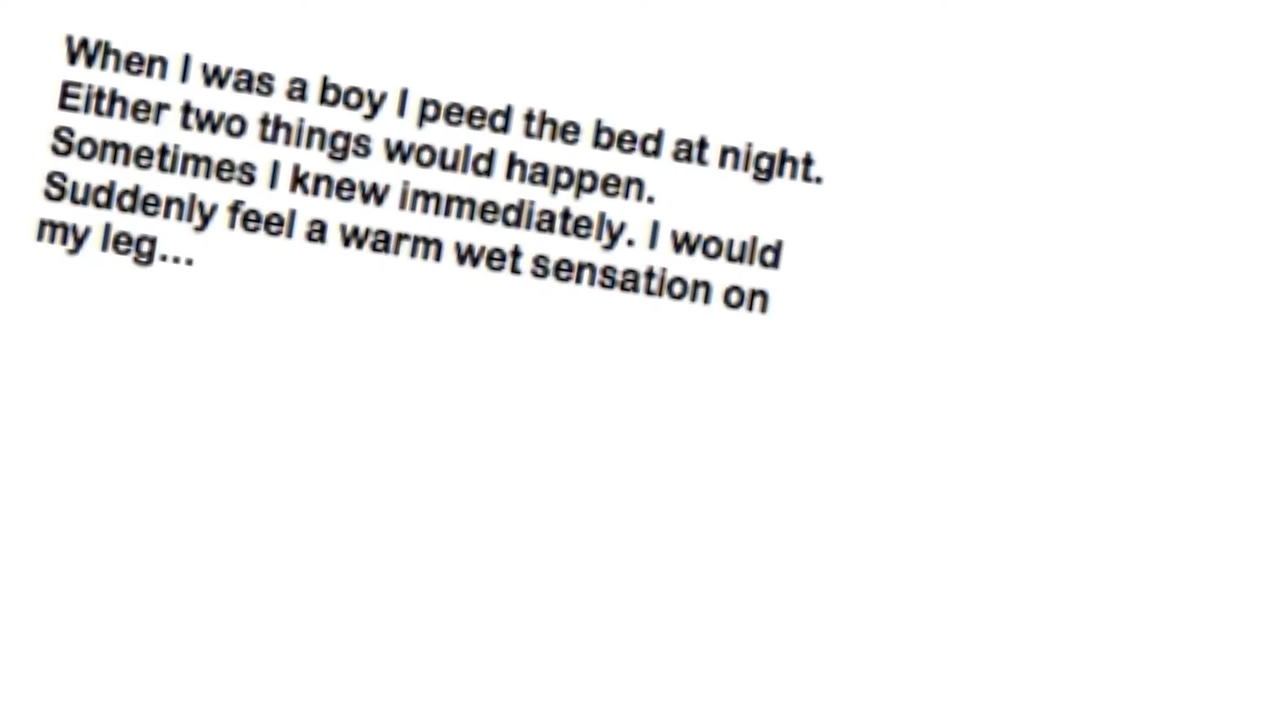 When I was a boy I peed the bed at night.
Either two things would happen.
Sometimes I knew immediately. I would
Suddenly feel a warm wet sensation on
my leg...